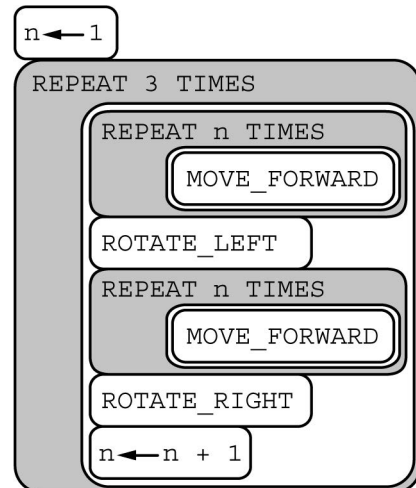 n ← 1
REPEAT 3 TIMES
REPEAT n TIMES
MOVE_FORWARD
ROTATE_LEFT
REPEAT n TIMES
MOVE_FORWARD
ROTATE_RIGHT
n ← n + 1